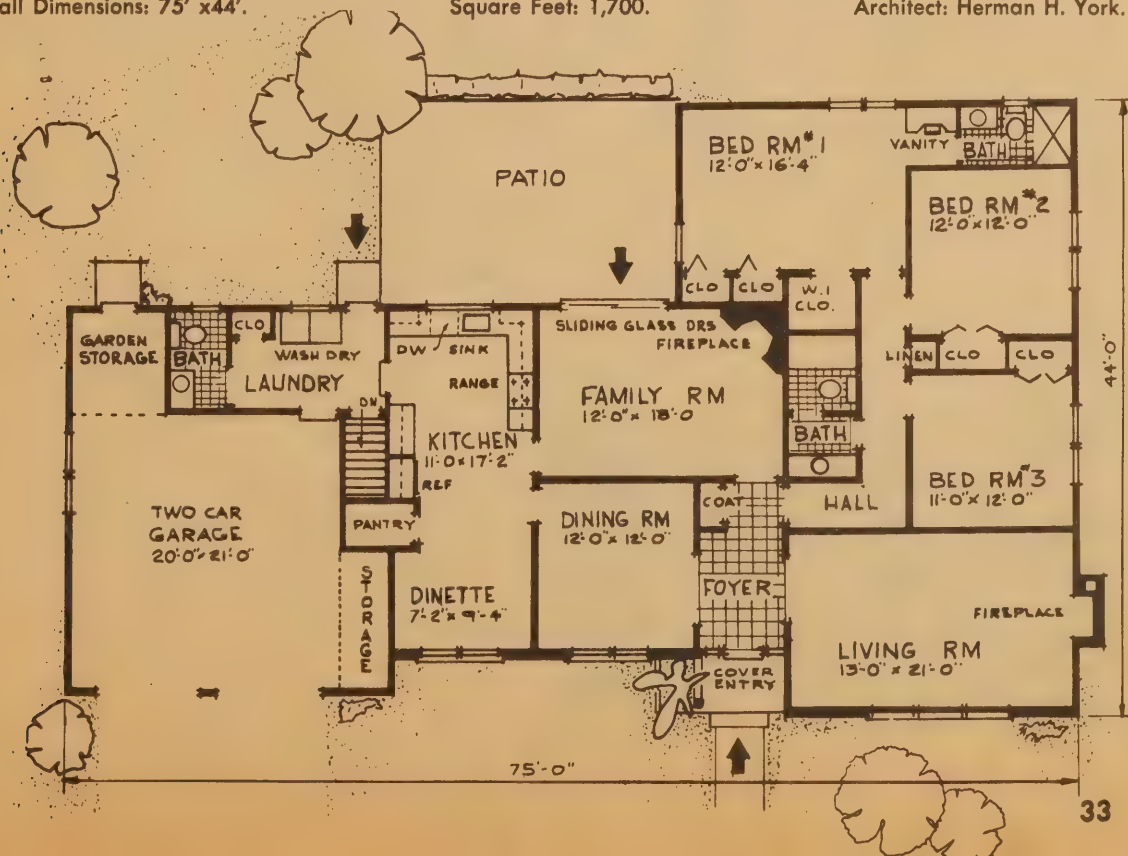 all Dimensions: 75' x44'.
Square Feet: 1,700.
Architect: Herman H. York.
PATIO
BED RM #1
12'-0" x 16'-4"
VANITY
BATH
BED RM #2
12'-0" x 12'-0"
CLO
CLO
W.I
CLO.
GARDEN
STORAGE
BATH
CLO
WASH DRY
LAUNDRY
DN.
DW
SINK
RANGE
KITCHEN
11'-0 x 17'-2"
REF
PANTRY
SLIDING GLASS DRS
FIREPLACE
FAMILY RM
12'-0" x 18'-0
LINEN
CLO
CLO
44'-0"
BATH
HALL
BED RM #3
11'-0" x 12'-0"
TWO CAR
GARAGE
20'-0" x 21'-0"
STORAGE
DINETTE
7'-2" x 9'-4"
DINING RM
12'-0" x 12'-0"
COAT
FOYER
COVER
ENTRY
FIREPLACE
LIVING RM
13'-0" x 21'-0"
75'-0"
33